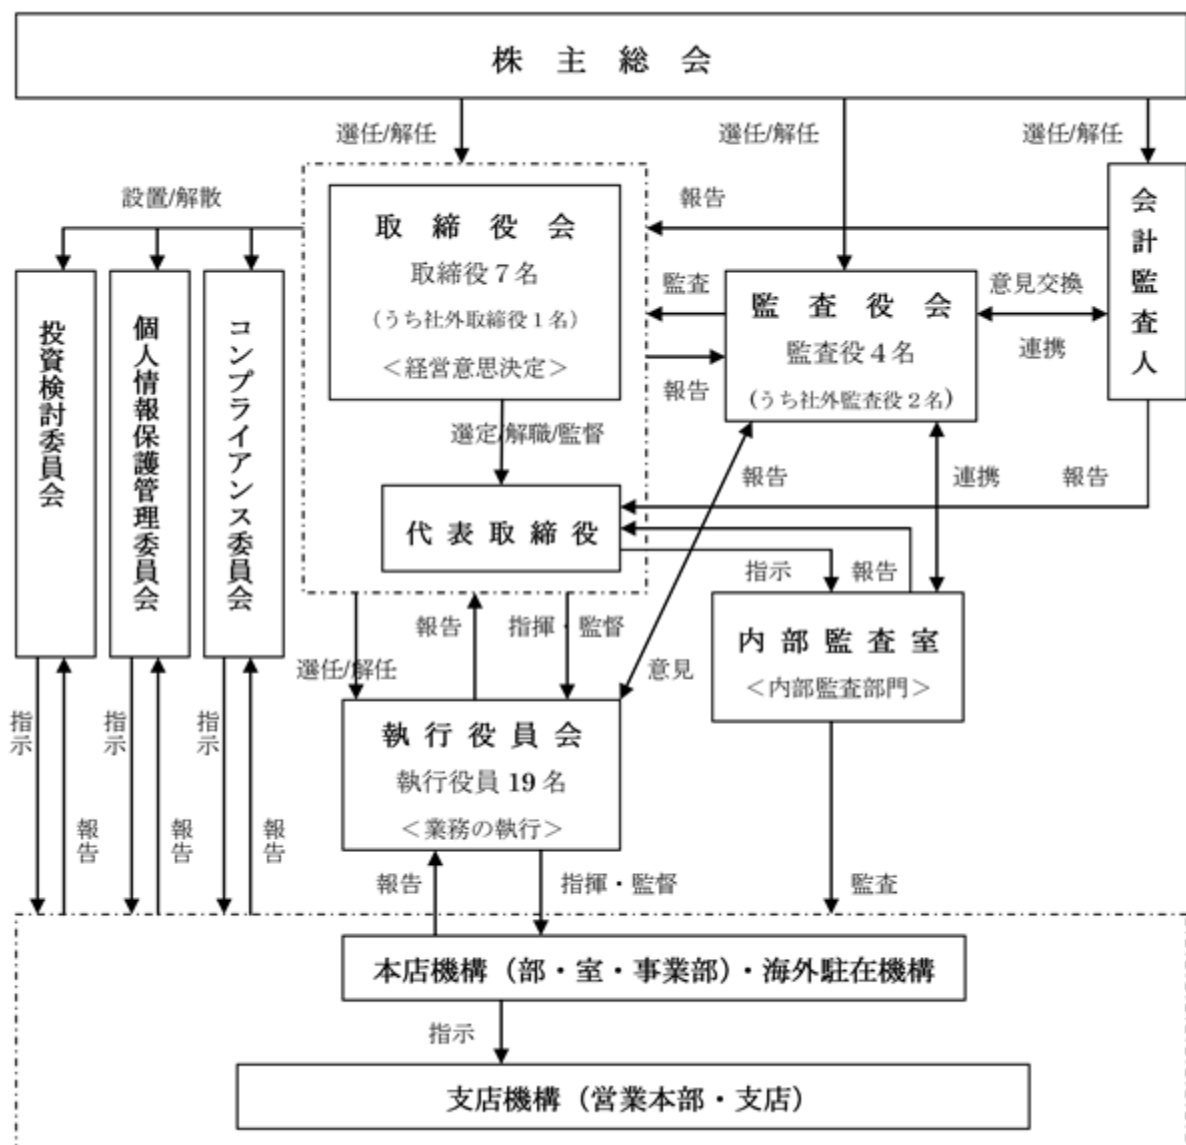 株主総会
選任/解任
選任/解任
選任/解任
設置/解散
報告
取締役会
取締役7名
（うち社外取締役1名）
＜経営意思決定＞
監査
報告
監査役会
監査役4名
(うち社外監査役2名)
意見交換
連携
会計監査人
投資検討委員会
個人情報保護管理委員会
コンプライアンス委員会
選定/解職/監督
報告
連携
報告
代表取締役
指示
報告
選任/解任
報告
指揮・監督
意見
内部監査室
＜内部監査部門＞
執行役員会
執行役員19名
＜業務の執行＞
指示
指示
指示
報告
報告
報告
報告
指揮・監督
監査
本店機構（部・室・事業部）・海外駐在機構
指示
支店機構（営業本部・支店）